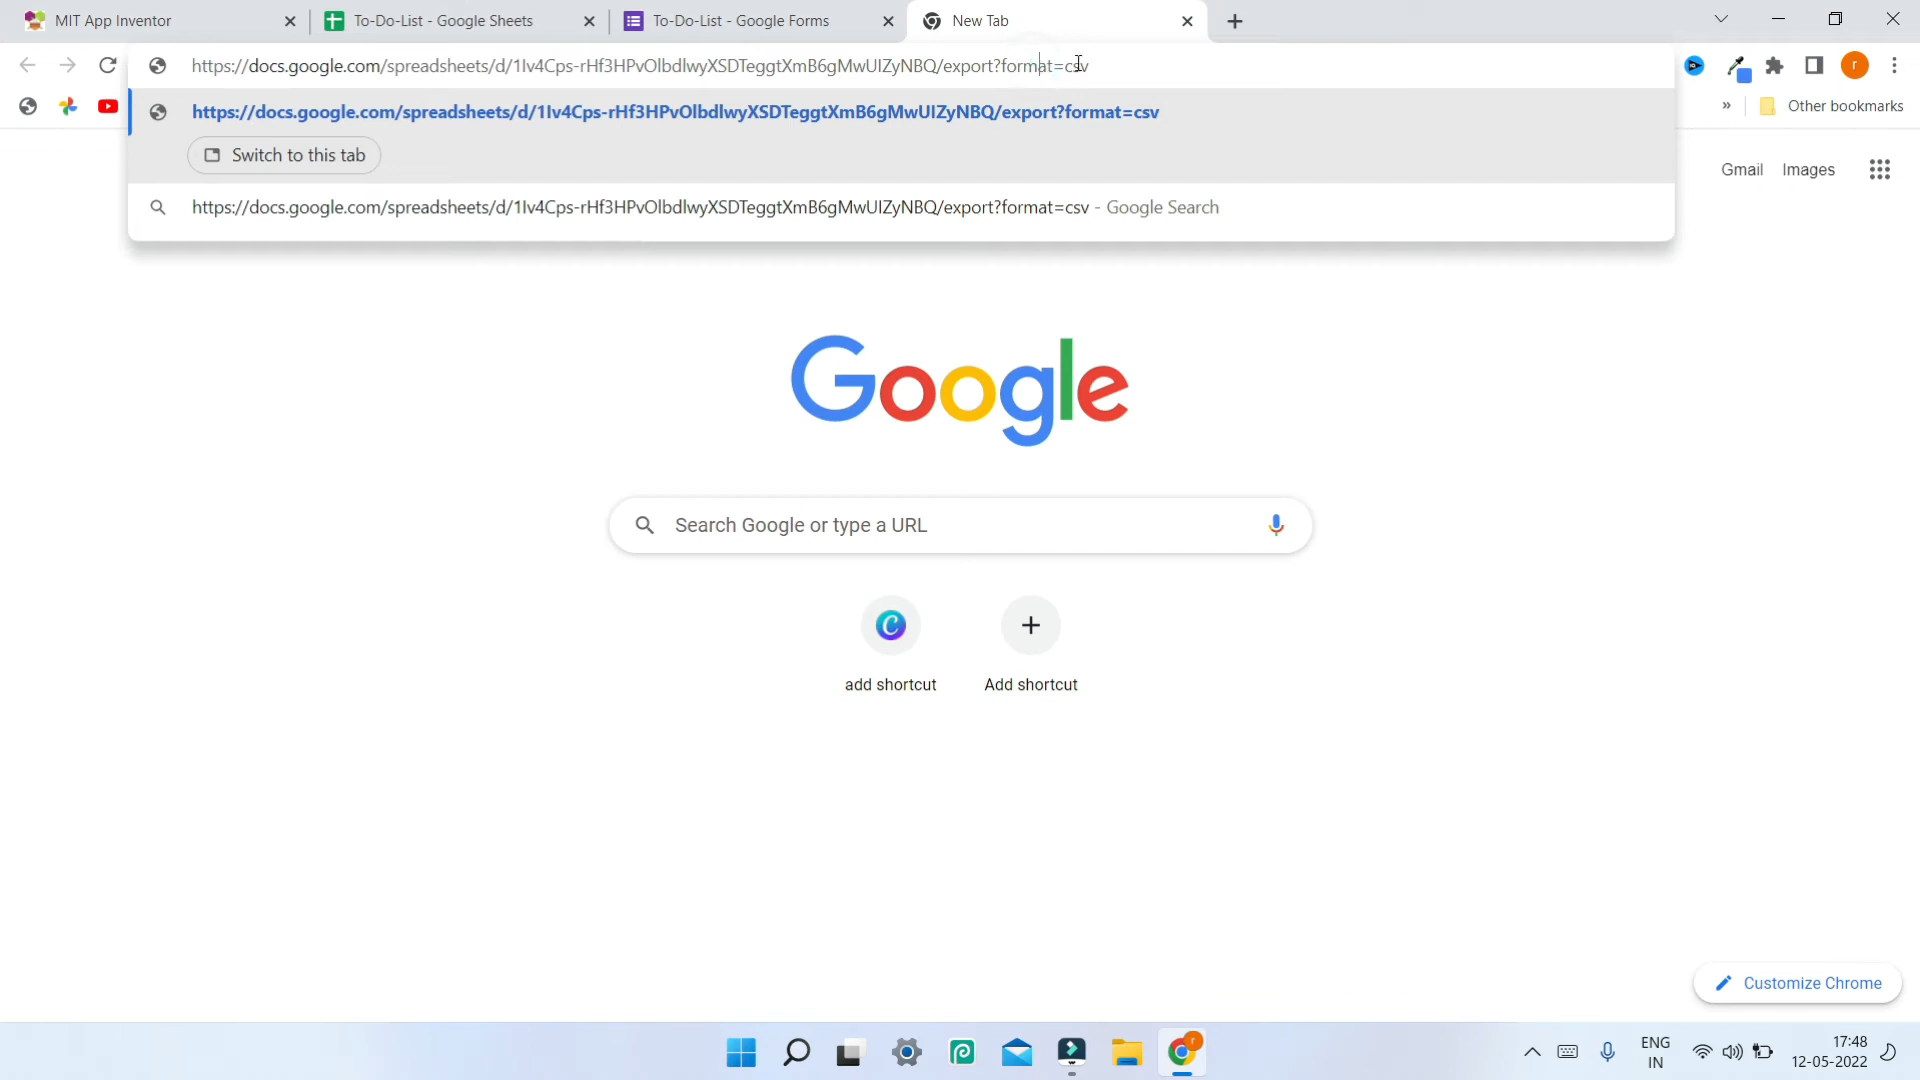 MIT App Inventor
To-Do-List - Google Sheets
To-Do-List - Google Forms
New Tab
https://docs.google.com/spreadsheets/d/1Iv4Cps-rHf3HPvOlbdlwyXSDTeggtXmB6gMwUIZyNBQ/export?format=csv
r
https://docs.google.com/spreadsheets/d/1Iv4Cps-rHf3HPvOlbdlwyXSDTeggtXmB6gMwUIZyNBQ/export?format=csv
Other bookmarks
Switch to this tab
Gmail Images
https://docs.google.com/spreadsheets/d/1Iv4Cps-rHf3HPvOlbdlwyXSDTeggtXmB6gMwUIZyNBQ/export?format=csv - Google Search
Google
Search Google or type a URL
add shortcut
Add shortcut
Customize Chrome
ENG
IN
17:48
12-05-2022